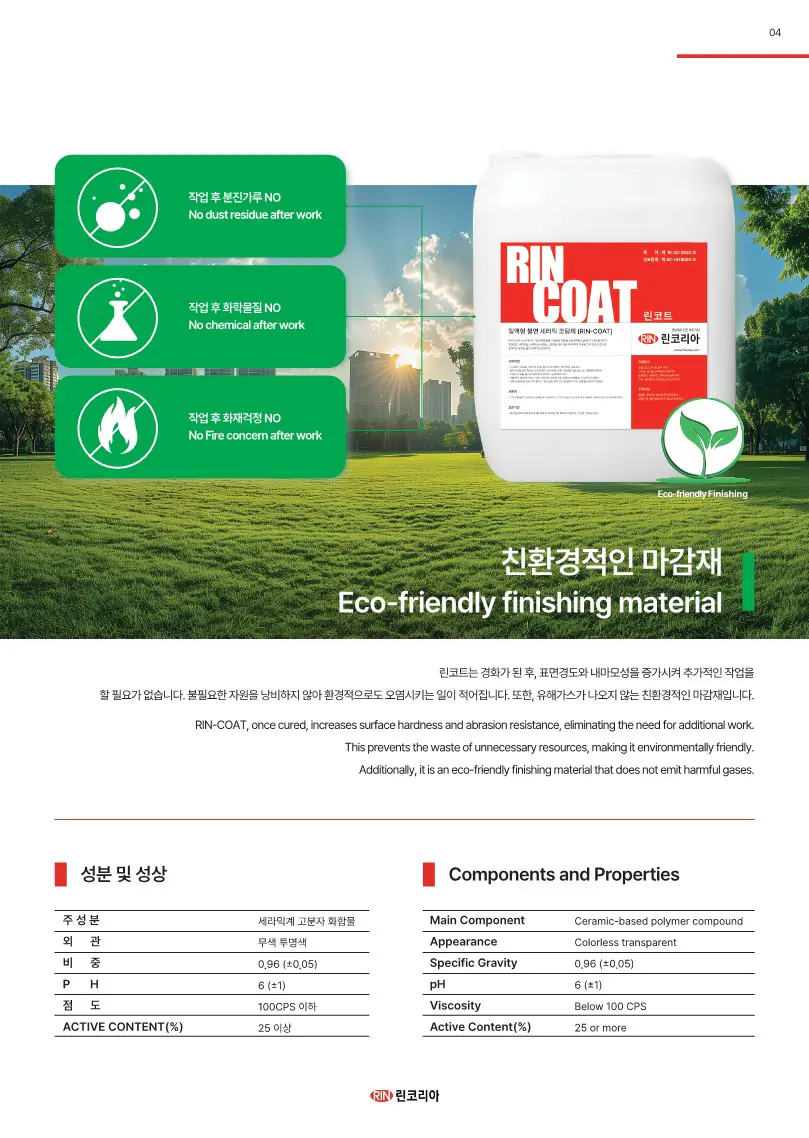 04
작업 후 분진가루 NO
No dust residue after work
작업 후 화학물질 NO
No chemical after work
작업 후 화재걱정 NO
No Fire concern after work
RIN
COAT
린코트
일액형 불연 세라믹 코팅제 (RIN-COAT)
RIN 린코리아
Eco-friendly Finishing
친환경적인 마감재
Eco-friendly finishing material
린코트는 경화가 된 후, 표면경도와 내마모성을 증가시켜 추가적인 작업을
할 필요가 없습니다. 불필요한 자원을 낭비하지 않아 환경적으로도 오염시키는 일이 적어집니다. 또한, 유해가스가 나오지 않는 친환경적인 마감재입니다.
RIN-COAT, once cured, increases surface hardness and abrasion resistance, eliminating the need for additional work.
This prevents the waste of unnecessary resources, making it environmentally friendly.
Additionally, it is an eco-friendly finishing material that does not emit harmful gases.
성분 및 성상
주 성 분 세라믹계 고분자 화합물
외 관 무색 투명색
비 중 0,96 (±0,05)
P H 6 (±1)
점 도 100CPS 이하
ACTIVE CONTENT(%) 25 이상
Components and Properties
Main Component Ceramic-based polymer compound
Appearance Colorless transparent
Specific Gravity 0,96 (±0,05)
pH 6 (±1)
Viscosity Below 100 CPS
Active Content(%) 25 or more
RIN 린코리아